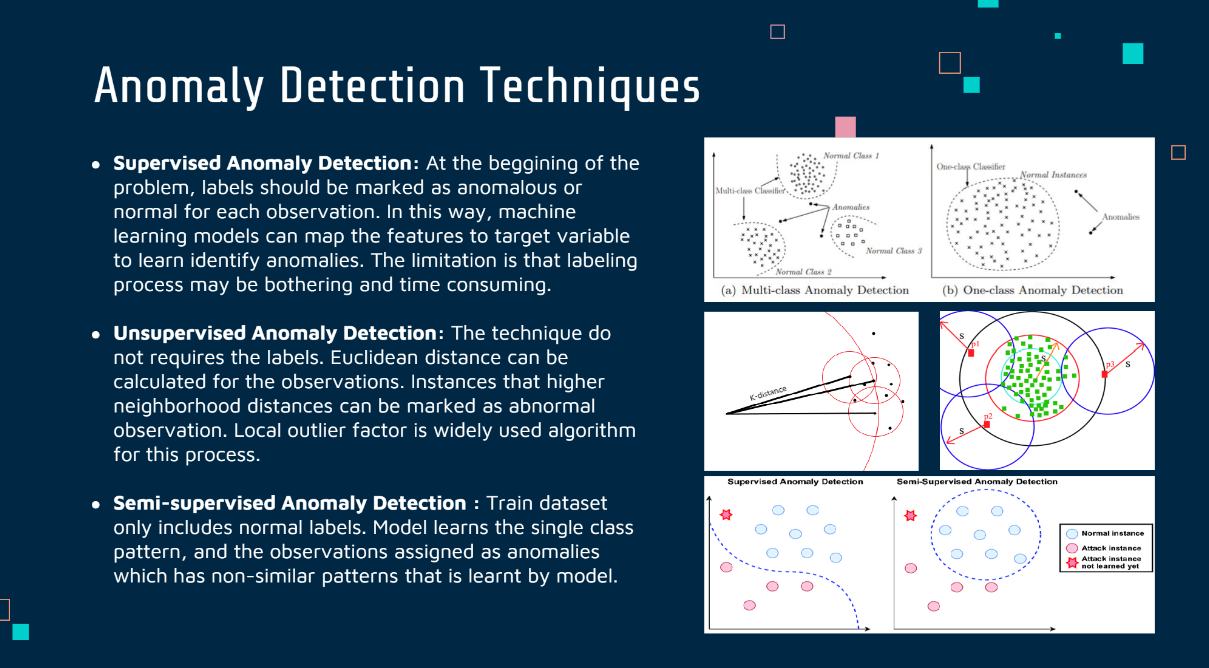 Anomaly Detection Techniques
• Supervised Anomaly Detection: At the beggining of the
problem, labels should be marked as anomalous or
normal for each observation. In this way, machine
learning models can map the features to target variable
to learn identify anomalies. The limitation is that labeling
process may be bothering and time consuming.
• Unsupervised Anomaly Detection: The technique do
not requires the labels. Euclidean distance can be
calculated for the observations. Instances that higher
neighborhood distances can be marked as abnormal
observation. Local outlier factor is widely used algorithm
for this process.
• Semi-supervised Anomaly Detection : Train dataset
only includes normal labels. Model learns the single class
pattern, and the observations assigned as anomalies
which has non-similar patterns that is learnt by model.
Normal Class 1
Multi-class Classifier
Anomalies
Normal Class 3
Normal Class 2
(a) Multi-class Anomaly Detection
One-class Classifier
Normal Instances
Anomalies
(b) One-class Anomaly Detection
K-distance
s
p1
s
p3
s
p2
s
Supervised Anomaly Detection
Semi-Supervised Anomaly Detection
Normal instance
Attack instance
Attack instance
not learned yet